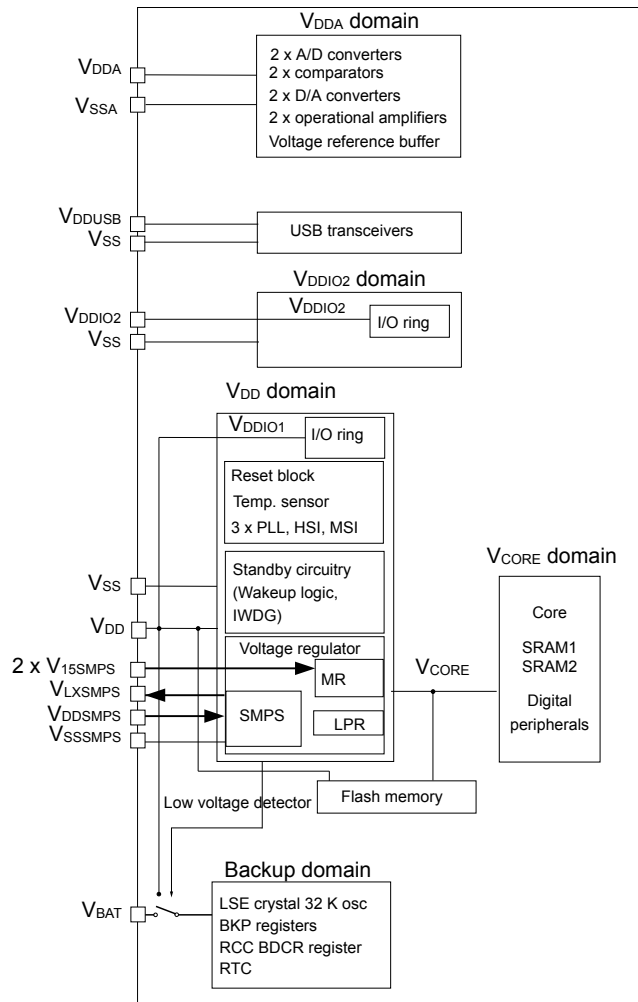 VDDA domain
VDDA
VSSA
2 x A/D converters
2 x comparators
2 x D/A converters
2 x operational amplifiers
Voltage reference buffer
VDDUSB
VSS
USB transceivers
VDDIO2 domain
VDDIO2
VSS
VDDIO2
I/O ring
VDD domain
VDDIO1
I/O ring
Reset block
Temp. sensor
3 x PLL, HSI, MSI
VSS
Standby circuitry
(Wakeup logic,
IWDG)
VDD
2 x V15SMPS
VLXSMPS
VDDSMPS
VSSSMPS
Voltage regulator
MR
SMPS
LPR
VCORE
VCORE domain
Core
SRAM1
SRAM2
Digital
peripherals
Flash memory
Low voltage detector
Backup domain
VBAT
LSE crystal 32 K osc
BKP registers
RCC BDCR register
RTC